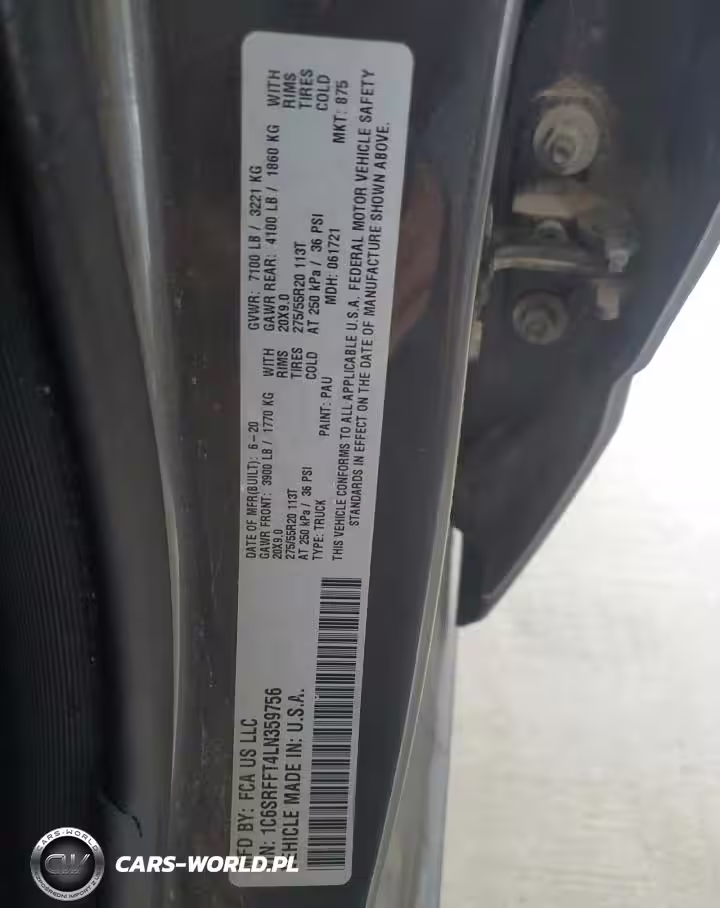 MFD BY: FCA US LLC
VIN: 1C6SRFFT4LN359756
VEHICLE MADE IN: U.S.A.
DATE OF MFR(BUILT): 6-20
GAWR FRONT: 3900 LB / 1770 KG WITH
20X9.0 RIMS
275/55R20 113T TIRES
AT 250 kPa / 36 PSI COLD
TYPE: TRUCK PAINT: PAU
GVWR: 7100 LB / 3221 KG
GAWR REAR: 4100 LB / 1860 KG WITH
20X9.0 RIMS
275/55R20 113T TIRES
AT 250 kPa / 36 PSI COLD
MDH: 061721 MKT: 875
THIS VEHICLE CONFORMS TO ALL APPLICABLE U.S.A. FEDERAL MOTOR VEHICLE SAFETY
STANDARDS IN EFFECT ON THE DATE OF MANUFACTURE SHOWN ABOVE.
CARS-WORLD
CW
CARS-WORLD.PL